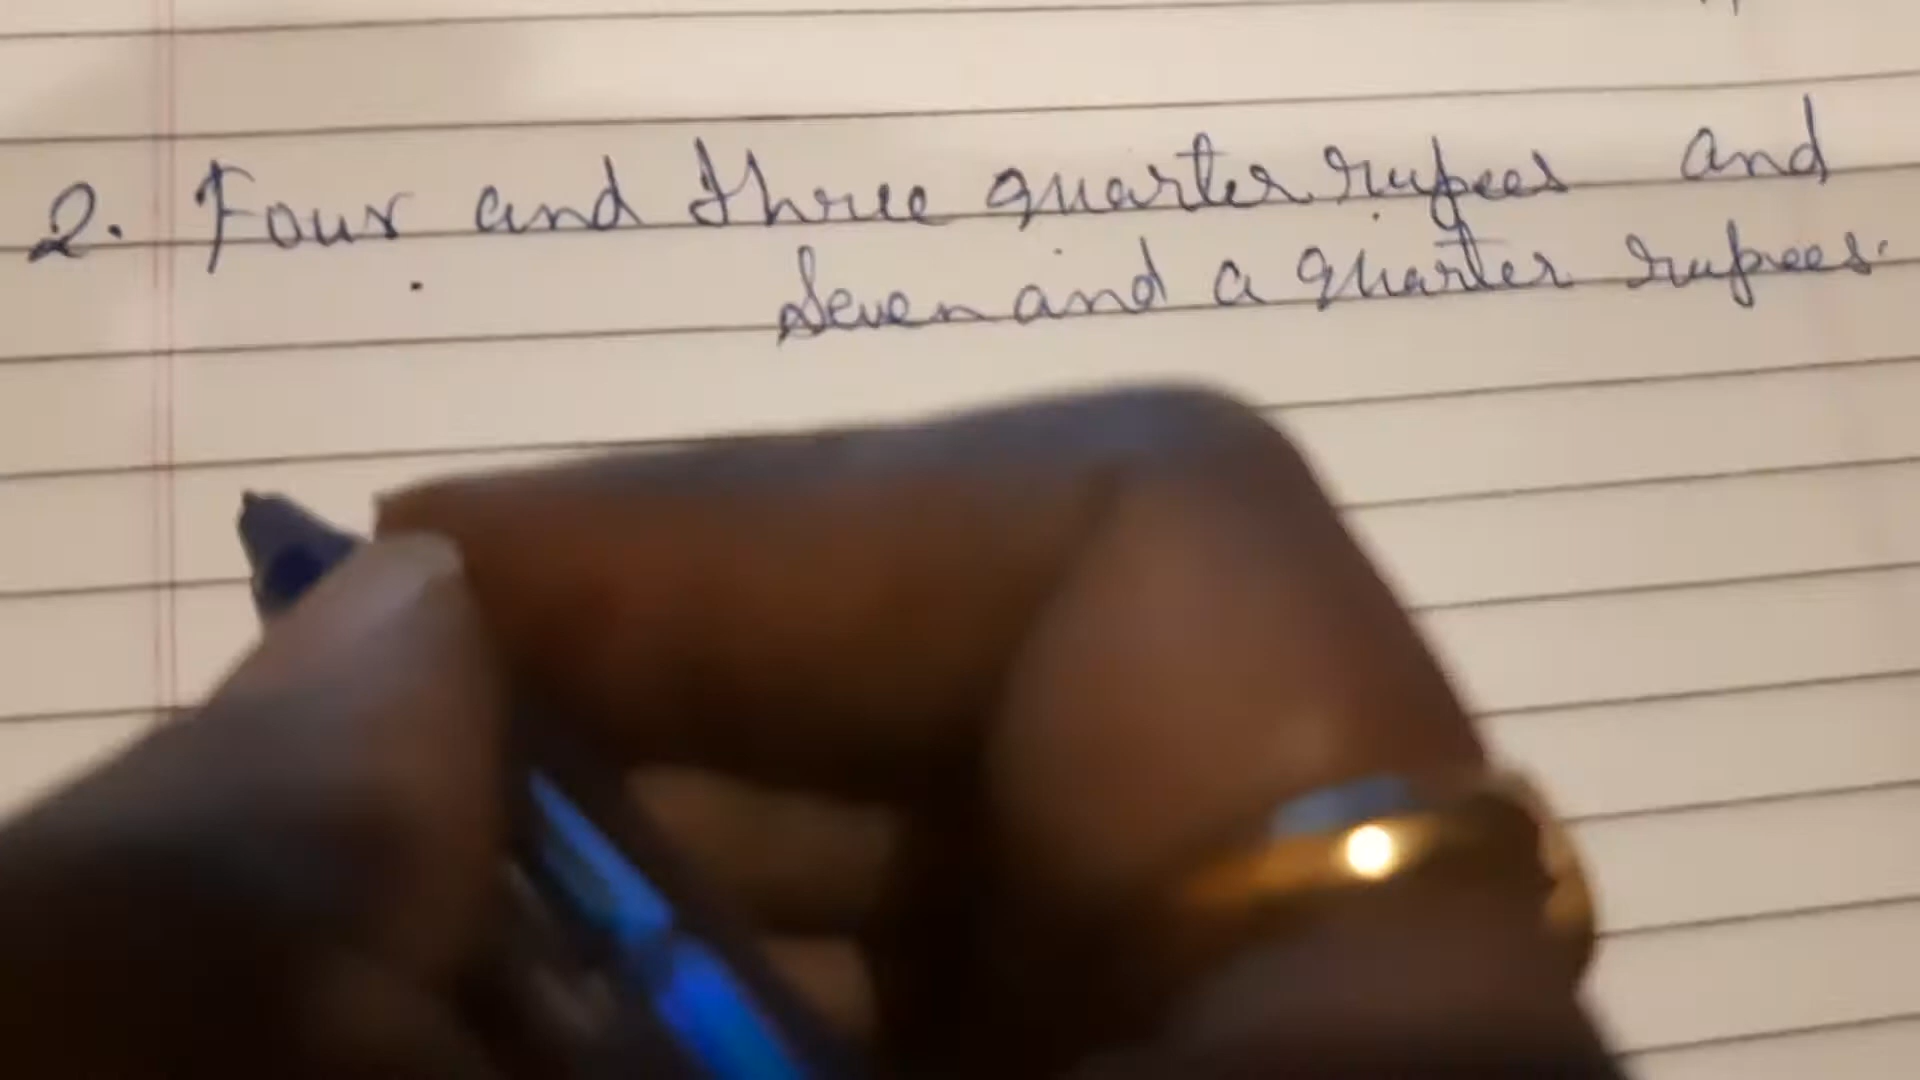 2. Four and three quarter rupees and
Seven and a quarter rupees.